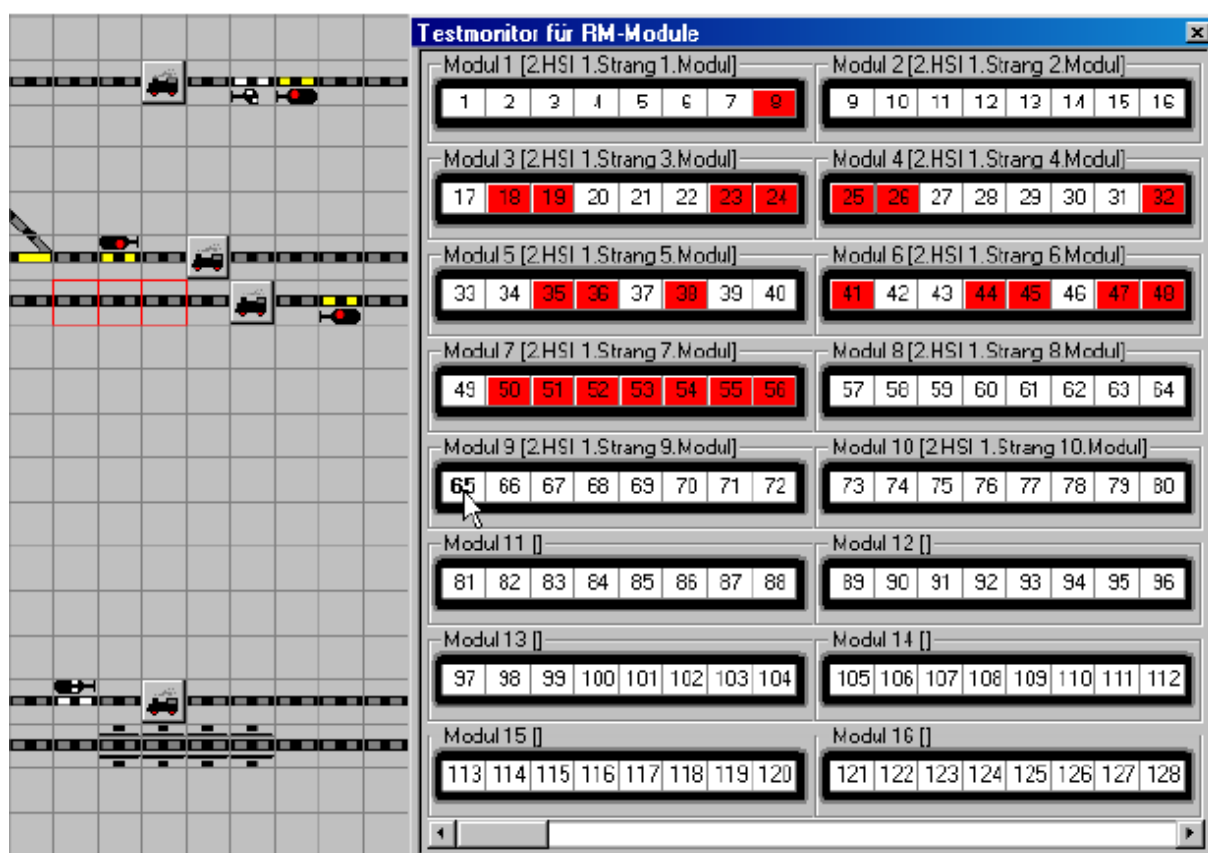 Testmonitor für RM-Module
Modul 1 [2.HSI 1.Strang 1.Modul] Modul 2 [2.HSI 1.Strang 2.Modul]
1 2 3 4 5 6 7 8 9 10 11 12 13 14 15 16
Modul 3 [2.HSI 1.Strang 3.Modul] Modul 4 [2.HSI 1.Strang 4.Modul]
17 18 19 20 21 22 23 24 25 26 27 28 29 30 31 32
Modul 5 [2.HSI 1.Strang 5.Modul] Modul 6 [2.HSI 1.Strang 6.Modul]
33 34 35 36 37 38 39 40 41 42 43 44 45 46 47 48
Modul 7 [2.HSI 1.Strang 7.Modul] Modul 8 [2.HSI 1.Strang 8.Modul]
49 50 51 52 53 54 55 56 57 58 59 60 61 62 63 64
Modul 9 [2.HSI 1.Strang 9.Modul] Modul 10 [2.HSI 1.Strang 10.Modul]
65 66 67 68 69 70 71 72 73 74 75 76 77 78 79 80
Modul 11 [] Modul 12 []
81 82 83 84 85 86 87 88 89 90 91 92 93 94 95 96
Modul 13 [] Modul 14 []
97 98 99 100 101 102 103 104 105 106 107 108 109 110 111 112
Modul 15 [] Modul 16 []
113 114 115 116 117 118 119 120 121 122 123 124 125 126 127 128